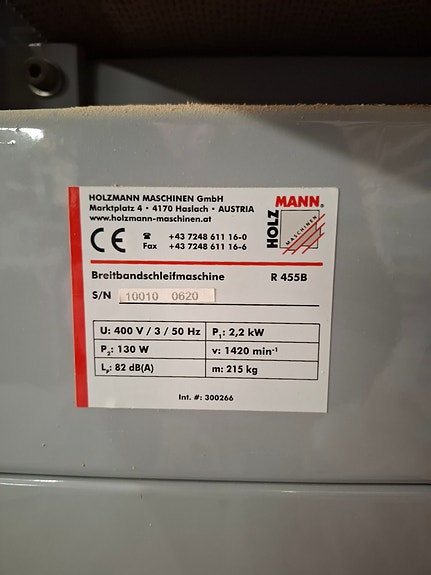 HOLZMANN MASCHINEN GmbH
Marktplatz 4 • 4170 Haslach • AUSTRIA
www.holzmann-maschinen.at
HOLZ MANN®
MASCHINEN
CE ☎ +43 7248 611 16-0
Fax +43 7248 611 16-6
Breitbandschleifmaschine R 455B
S/N 10010 0620
U: 400 V / 3 / 50 Hz P₁: 2,2 kW
P₂: 130 W v: 1420 min⁻¹
Lₚ: 82 dB(A) m: 215 kg
Int. #: 300266